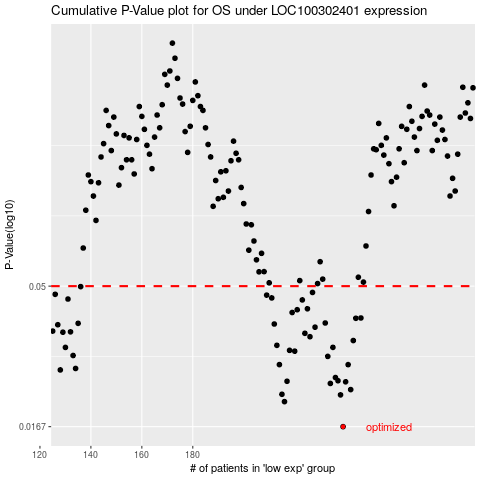 Cumulative P-Value plot for OS under LOC100302401 expression
P-Value(log10)
0.05
0.0167
optimized
120 140 160 180
# of patients in 'low exp' group